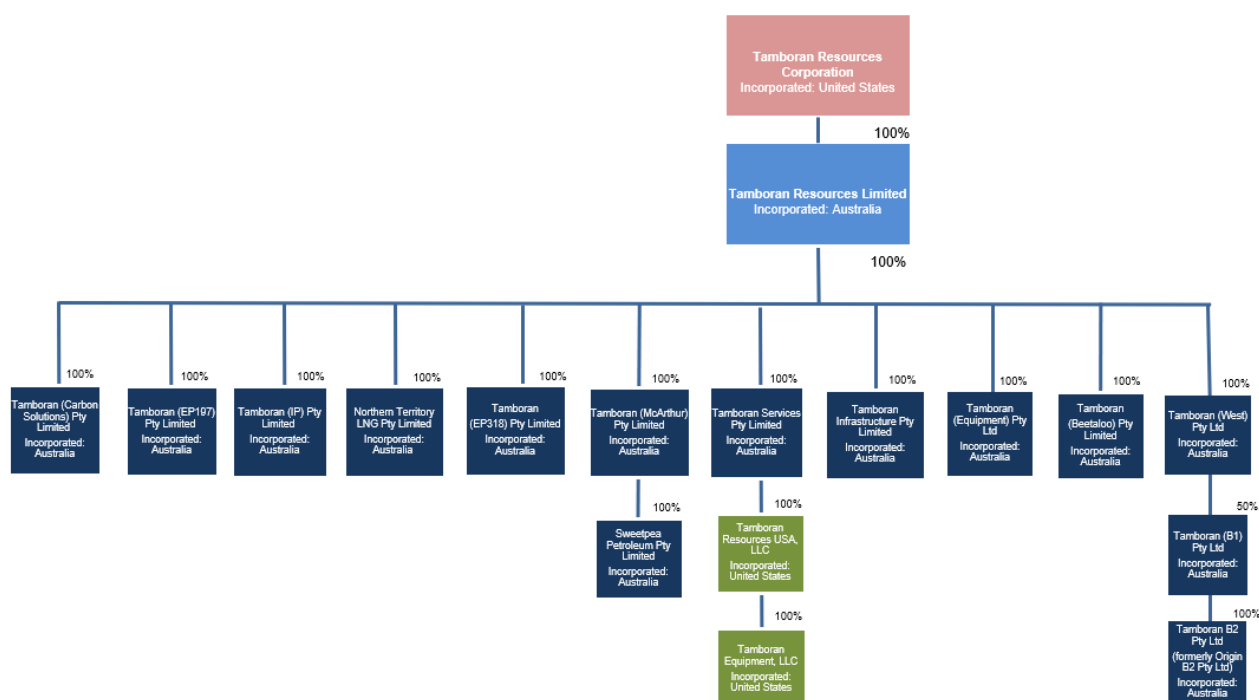 Tamboran Resources
Corporation
Incorporated: United States
100%
Tamboran Resources Limited
Incorporated: Australia
100%
100%
Tamboran (Carbon
Solutions) Pty
Limited
Incorporated:
Australia
100%
Tamboran (EP197)
Pty Limited
Incorporated:
Australia
100%
Tamboran (IP) Pty
Limited
Incorporated:
Australia
100%
Northern Territory
LNG Pty Limited
Incorporated:
Australia
100%
Tamboran
(EP318) Pty Limited
Incorporated:
Australia
100%
Tamboran (McArthur)
Pty Limited
Incorporated:
Australia
100%
Tamboran Services
Pty Limited
Incorporated:
Australia
100%
Tamboran
Infrastructure Pty
Limited
Incorporated:
Australia
100%
Tamboran
(Equipment) Pty
Ltd
Incorporated:
Australia
100%
Tamboran
(Beetaloo) Pty
Limited
Incorporated:
Australia
100%
Tamboran (West)
Pty Ltd
Incorporated:
Australia
100%
Sweetpea
Petroleum Pty
Limited
Incorporated:
Australia
100%
Tamboran
Resources USA,
LLC
Incorporated:
United States
50%
Tamboran (B1)
Pty Ltd
Incorporated:
Australia
100%
Tamboran
Equipment, LLC
Incorporated:
United States
100%
Tamboran B2
Pty Ltd
(formerly Origin
B2 Pty Ltd)
Incorporated:
Australia